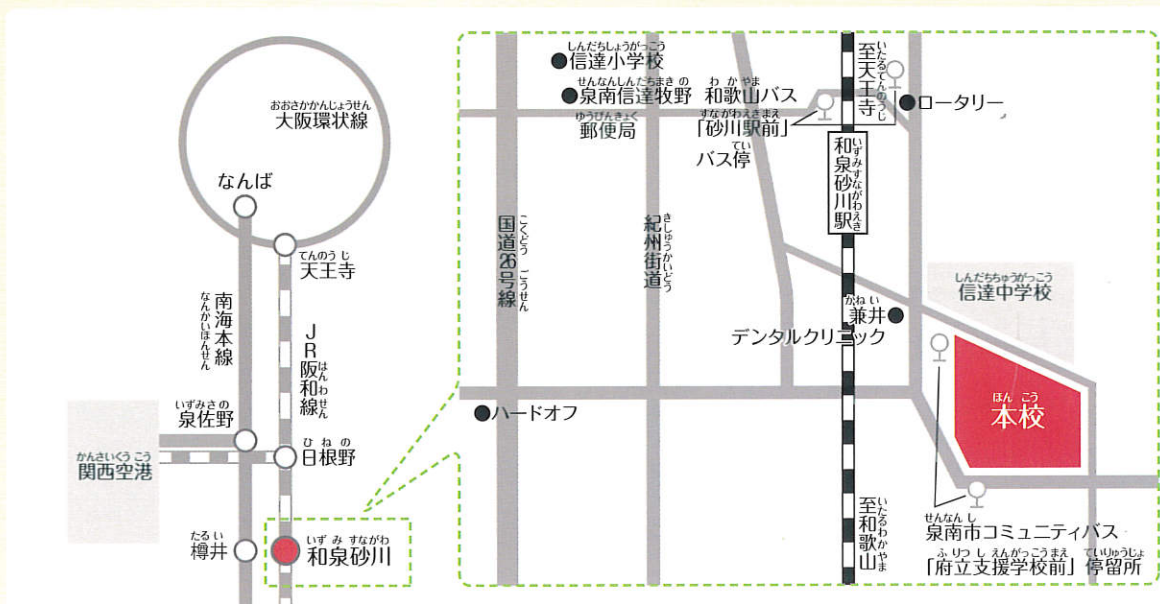 おおさかかんじょうせん
大阪環状線
なんば
てんのうじ
天王寺
南海本線
なんかいほんせん
JR阪和線
はんわせん
いずみさの
泉佐野
かんさいくうこう
関西空港
ひねの
日根野
たるい
樽井
いずみすながわ
和泉砂川
しんだちしょうがっこう
信達小学校
せんなんしんだちまきの
泉南信達牧野
ゆうびんきょく
郵便局
わかやま
和歌山バス
すながわえきまえ
「砂川駅前」
てい
バス停
いたるてんのうじ
至天王寺
ロータリー
いずみすながわえき
和泉砂川駅
こくどう ごうせん
国道26号線
きしゅうかいどう
紀州街道
しんだちちゅうがっこう
信達中学校
かねい
兼井
デンタルクリニック
ほんこう
本校
ハードオフ
いたるわかやま
至和歌山
せんなんし
泉南市コミュニティバス
ふりつしえんがっこうまえ ていりゅうじょ
「府立支援学校前」停留所